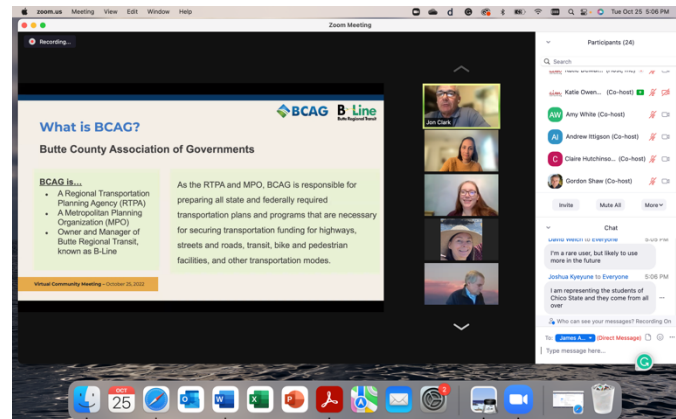 zoom.us Meeting View Edit Window Help
Tue Oct 25 5:06 PM
Zoom Meeting
Recording...
BCAG B Line
Butte Regional Transit
What is BCAG?
Butte County Association of Governments
BCAG is...
• A Regional Transportation
Planning Agency (RTPA)
• A Metropolitan Planning
Organization (MPO)
• Owner and Manager of
Butte Regional Transit,
known as B-Line
As the RTPA and MPO, BCAG is responsible for
preparing all state and federally required
transportation plans and programs that are necessary
for securing transportation funding for highways,
streets and roads, transit, bike and pedestrian
facilities, and other transportation modes.
Virtual Community Meeting – October 25, 2022
Jon Clark
Participants (24)
Search
Katie Owen... (Co-host)
AW Amy White (Co-host)
AI Andrew Ittigson (Co-host)
C Claire Hutchinso... (Co-host)
Gordon Shaw (Co-host)
Invite Mute All More
Chat
David Welch to Everyone 5:05 PM
I'm a rare user, but likely to use
more in the future
Joshua Kyeyune to Everyone 5:06 PM
I am representing the students of
Chico State and they come from all
over
Who can see your messages? Recording On
To: James A... (Direct Message)
Type message here...
OCT
25
2